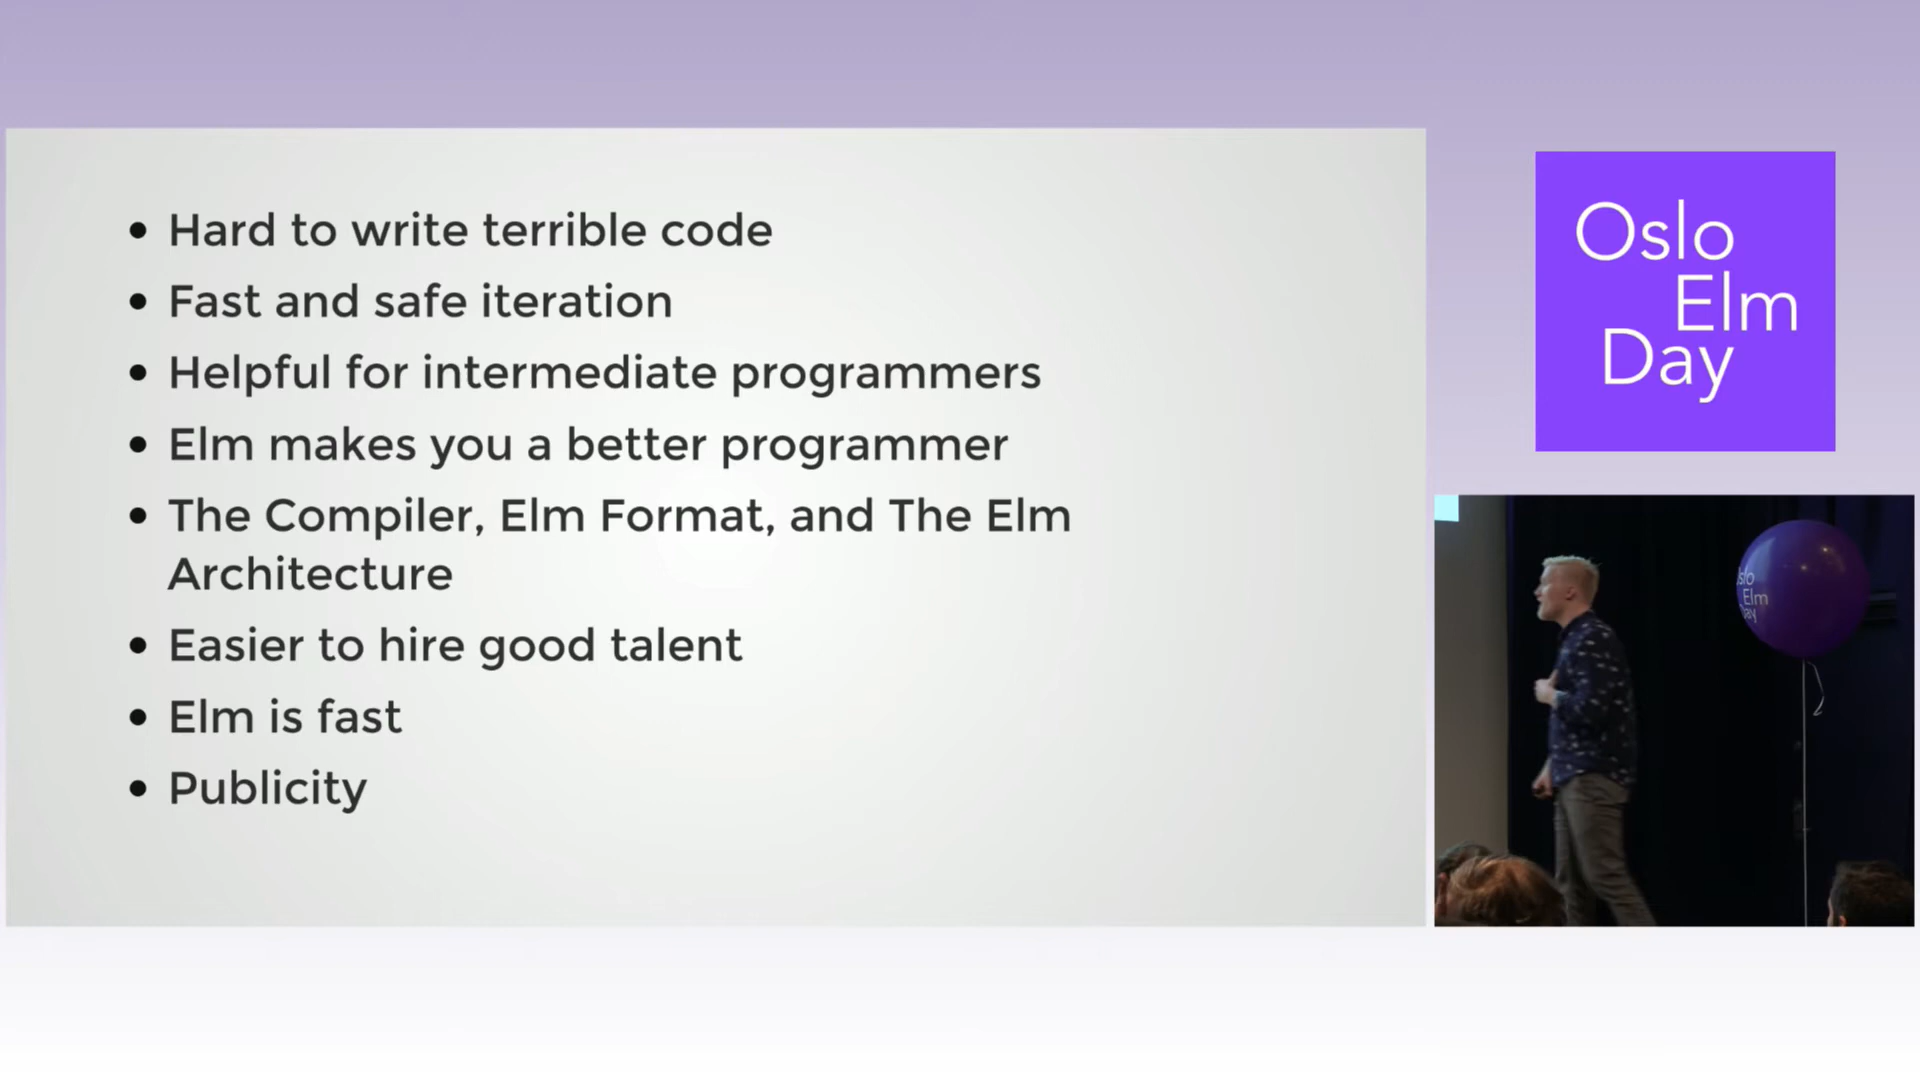 • Hard to write terrible code
• Fast and safe iteration
• Helpful for intermediate programmers
• Elm makes you a better programmer
• The Compiler, Elm Format, and The Elm
Architecture
• Easier to hire good talent
• Elm is fast
• Publicity
Oslo
Elm
Day
Elm